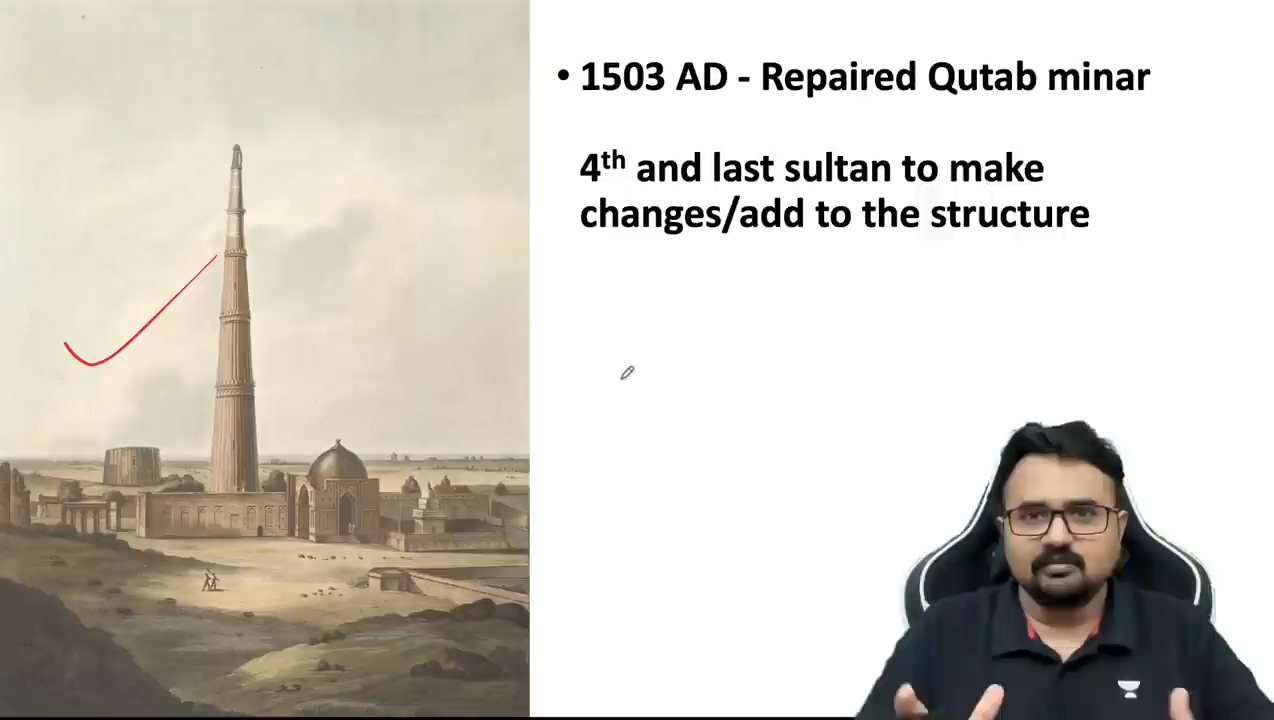 • 1503 AD - Repaired Qutab minar
4th and last sultan to make
changes/add to the structure